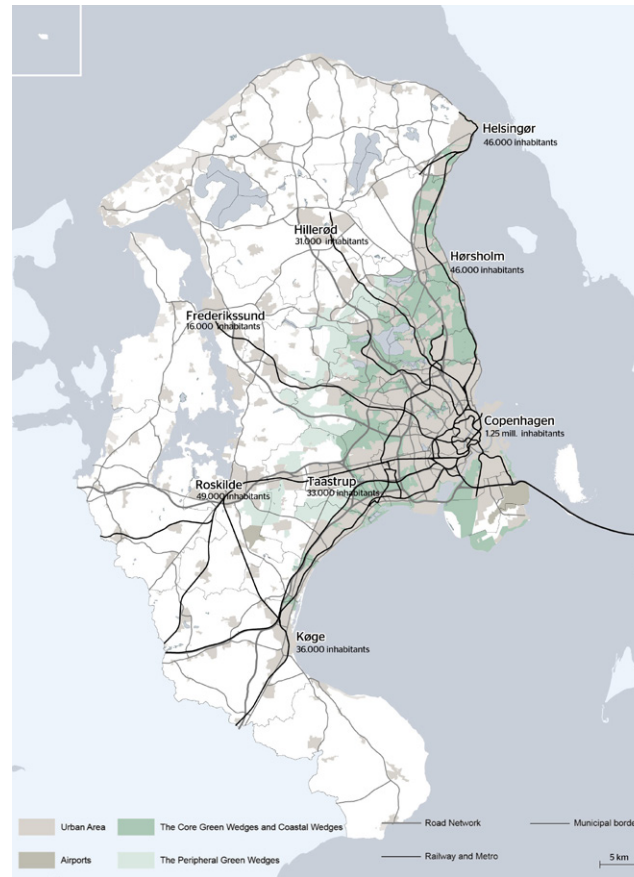 Helsingør
46.000 inhabitants
Hillerød
31.000 inhabitants
Hørsholm
46.000 inhabitants
Frederikssund
16.000 inhabitants
Copenhagen
1.25 mill. inhabitants
Roskilde
49.000 inhabitants
Taastrup
33.000 inhabitants
Køge
36.000 inhabitants
Urban Area
The Core Green Wedges and Coastal Wedges
Road Network
Municipal borde
Airports
The Peripheral Green Wedges
Railway and Metro
5 km